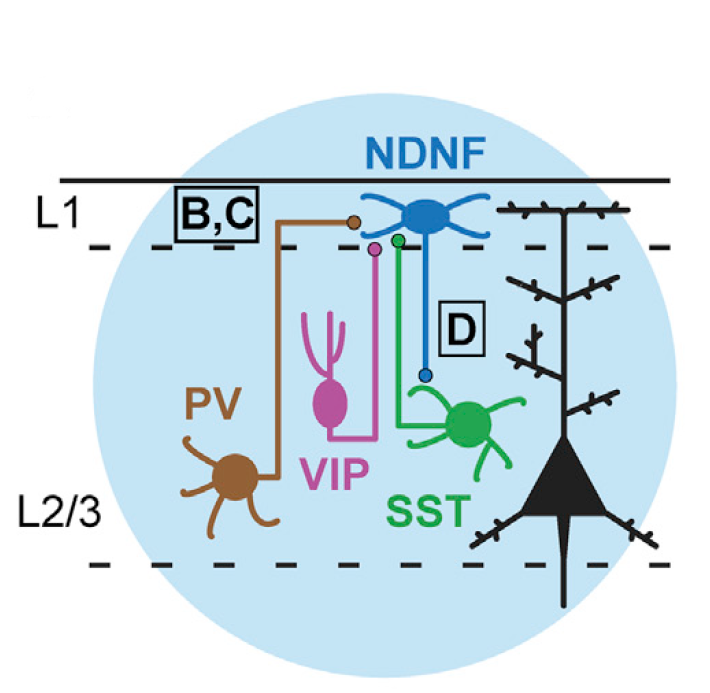 NDNF
L1
B,C
D
PV
VIP
SST
L2/3